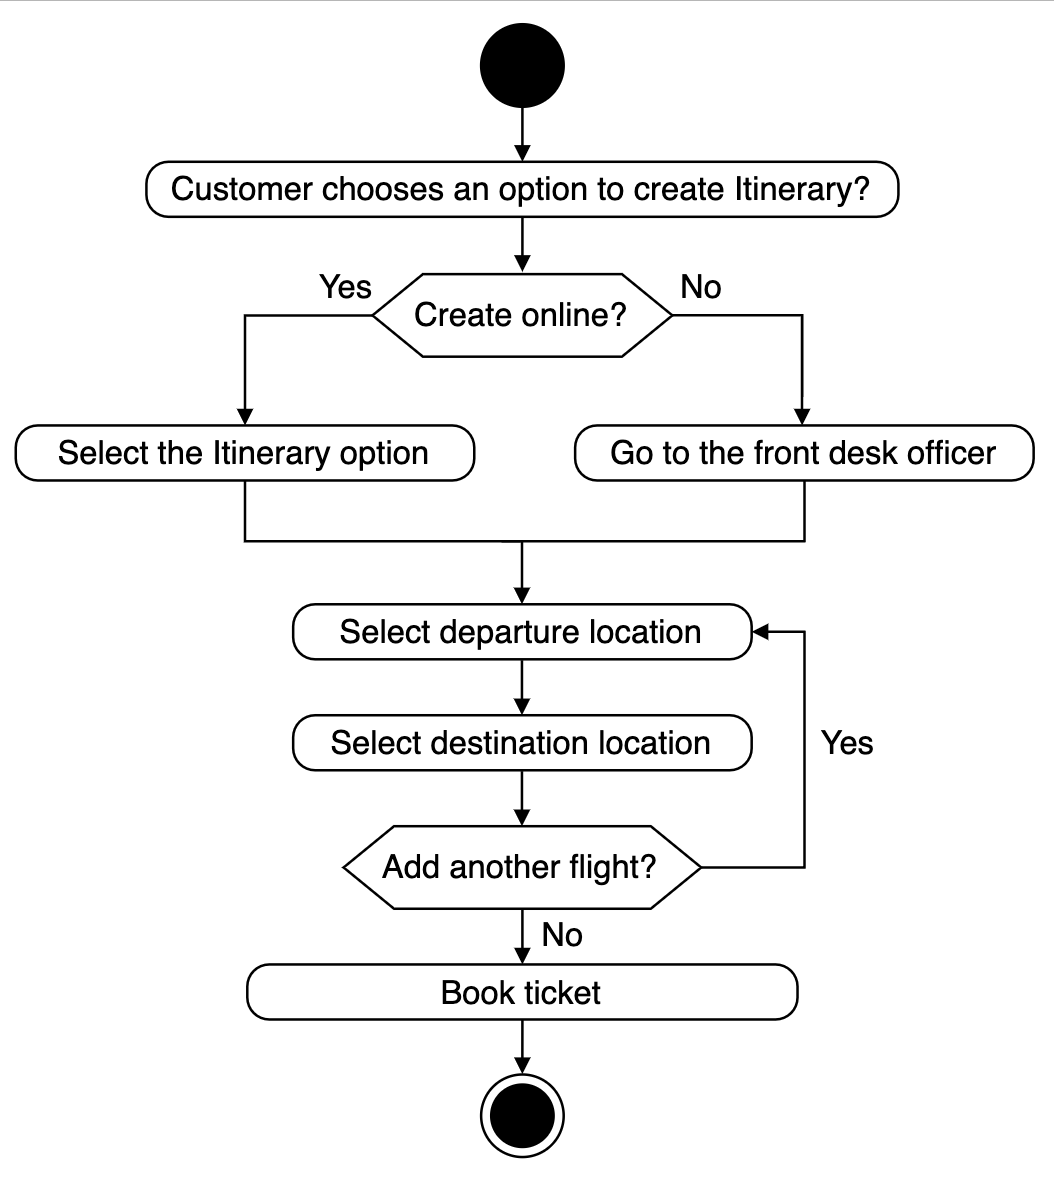 Customer chooses an option to create Itinerary?
Yes
No
Create online?
Select the Itinerary option
Go to the front desk officer
Select departure location
Select destination location
Yes
Add another flight?
No
Book ticket